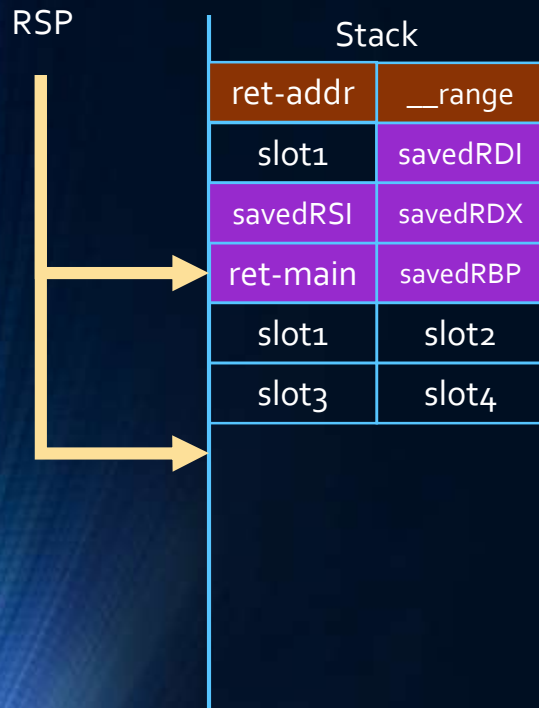 RSP
Stack
ret-addr __range
slot1 savedRDI
savedRSI savedRDX
ret-main savedRBP
slot1 slot2
slot3 slot4